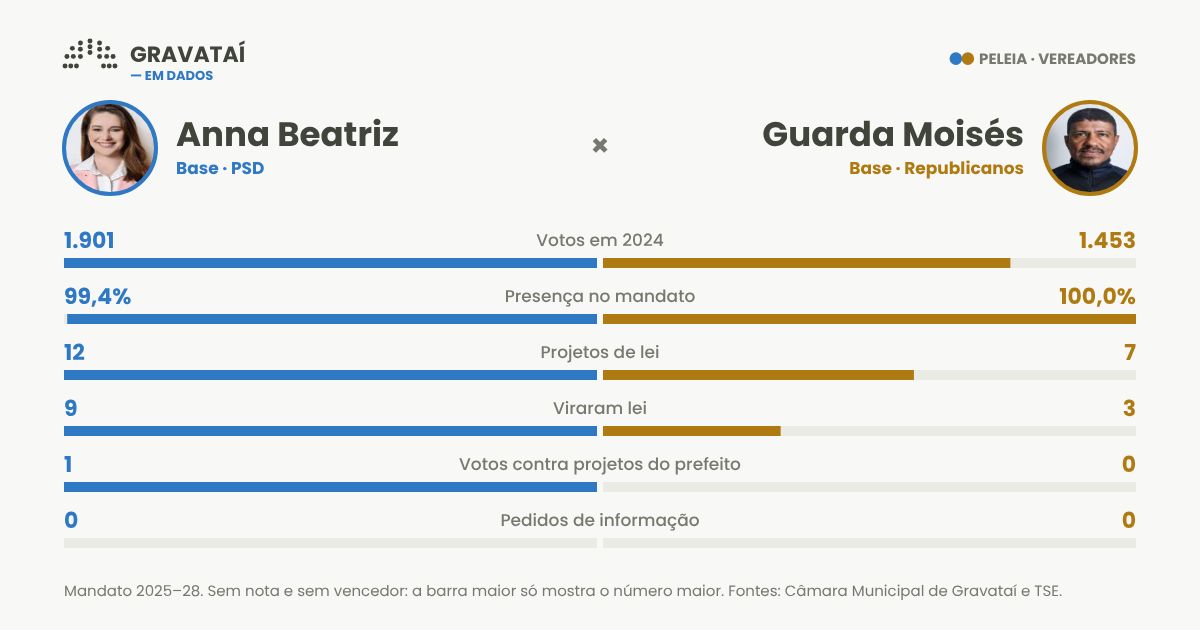 GRAVATAÍ
— EM DADOS
PELEIA · VEREADORES
Anna Beatriz
Base · PSD
×
Guarda Moisés
Base · Republicanos
1.901 Votos em 2024 1.453
99,4% Presença no mandato 100,0%
12 Projetos de lei 7
9 Viraram lei 3
1 Votos contra projetos do prefeito 0
0 Pedidos de informação 0
Mandato 2025–28. Sem nota e sem vencedor: a barra maior só mostra o número maior. Fontes: Câmara Municipal de Gravataí e TSE.